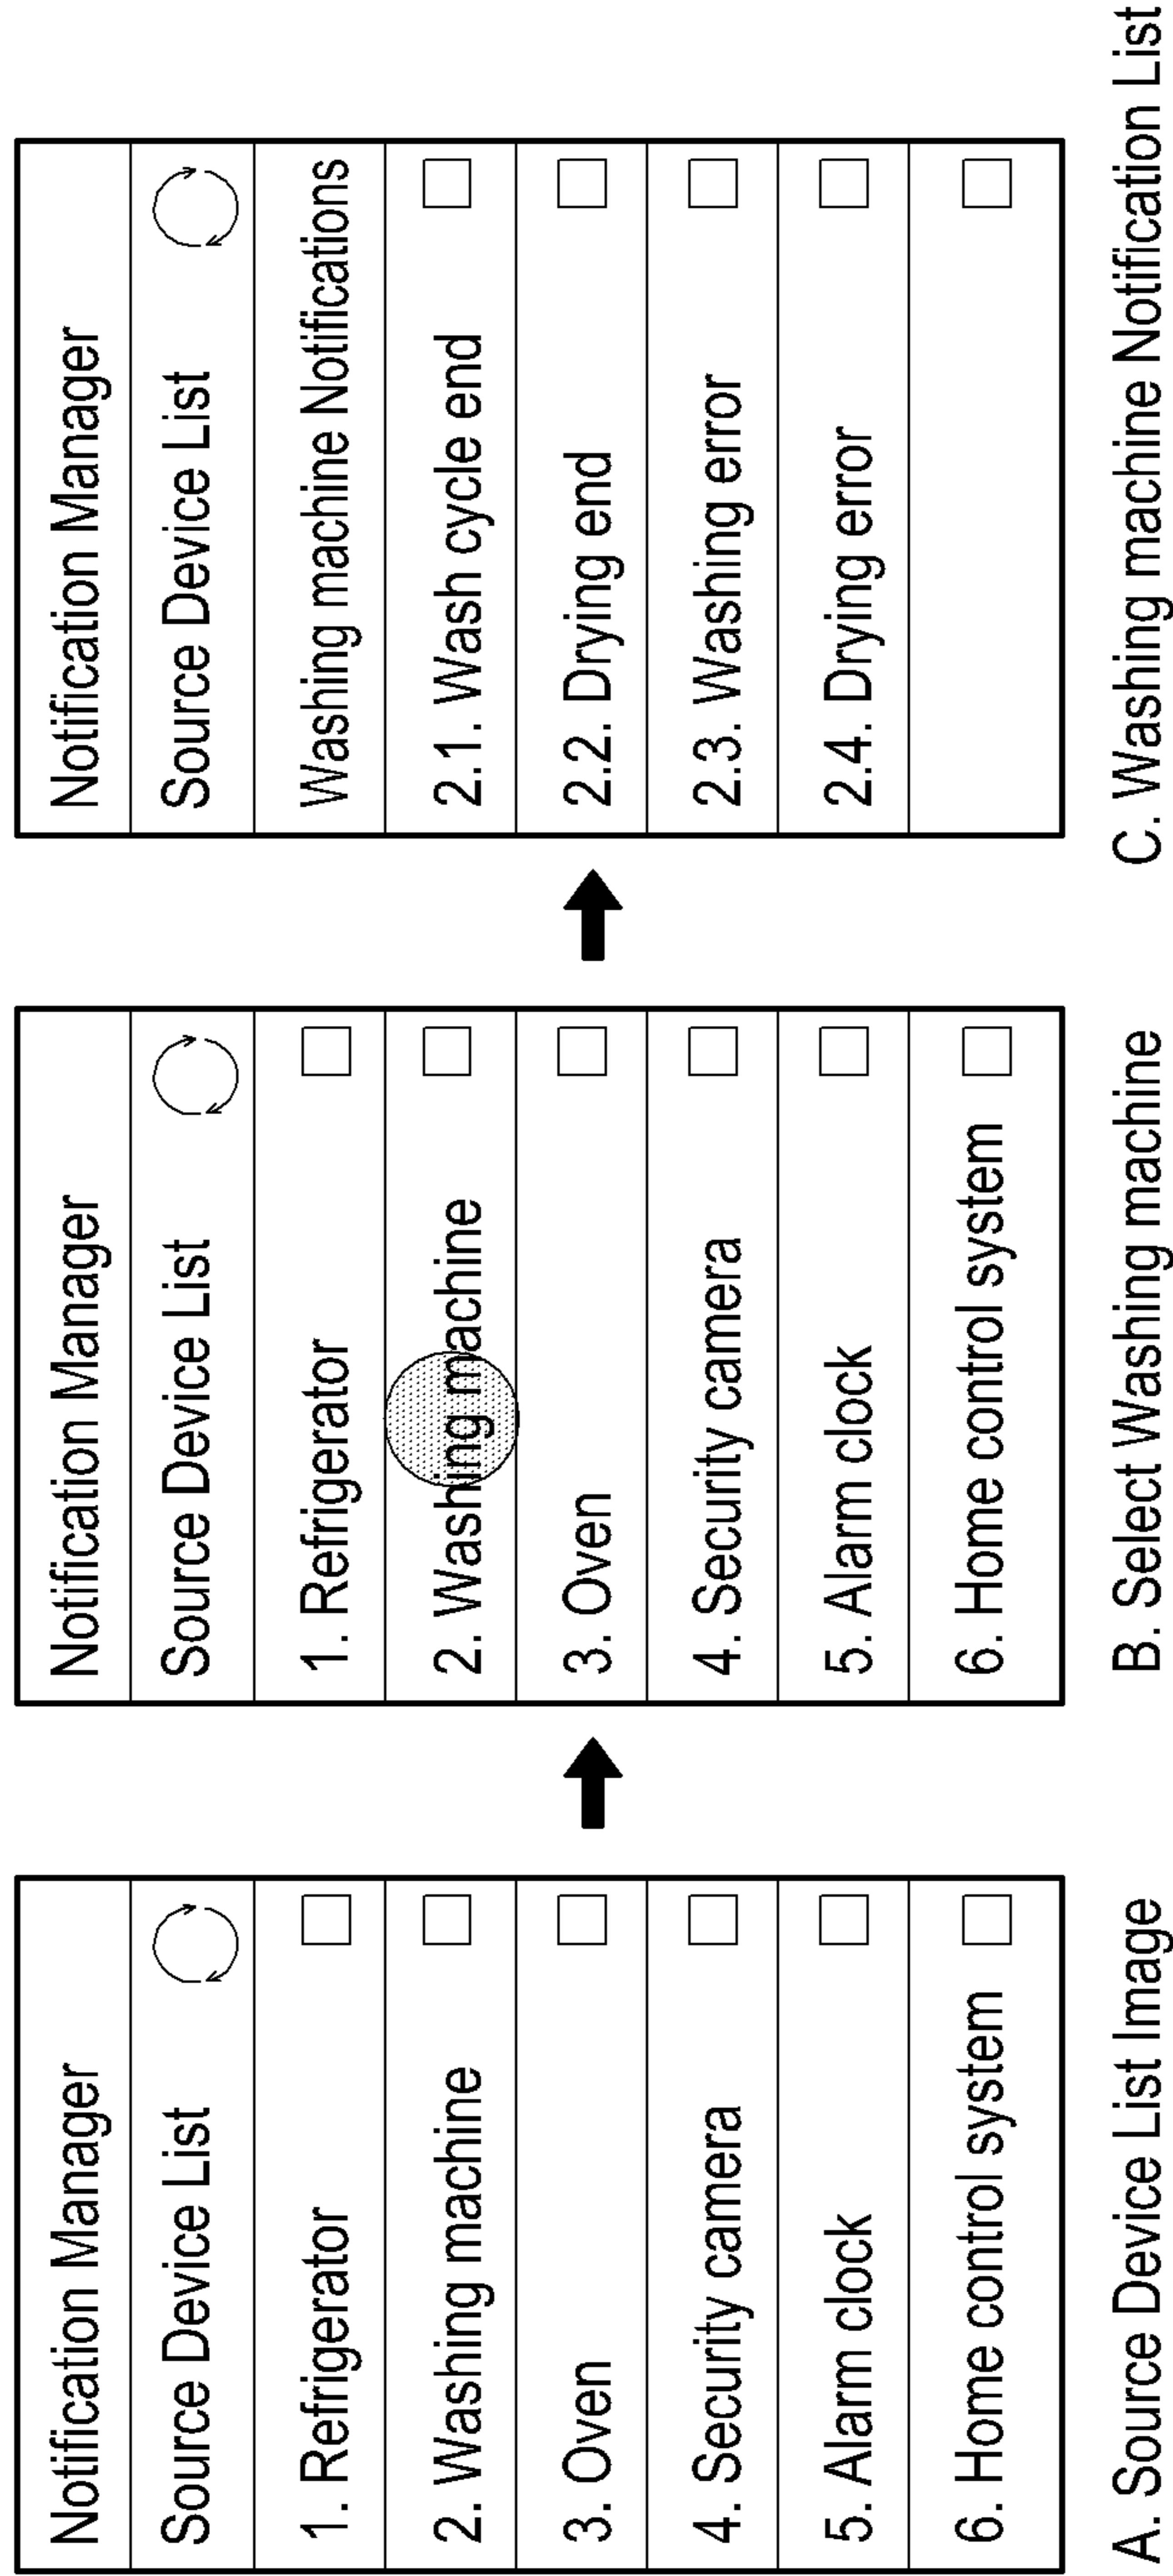 Notification Manager
Source Device List
1. Refrigerator
2. Washing machine
3. Oven
4. Security camera
5. Alarm clock
6. Home control system
A. Source Device List Image
Notification Manager
Source Device List
1. Refrigerator
2. Washing machine
3. Oven
4. Security camera
5. Alarm clock
6. Home control system
B. Select Washing machine
Notification Manager
Source Device List
Washing machine Notifications
2.1. Wash cycle end
2.2. Drying end
2.3. Washing error
2.4. Drying error
C. Washing machine Notification List